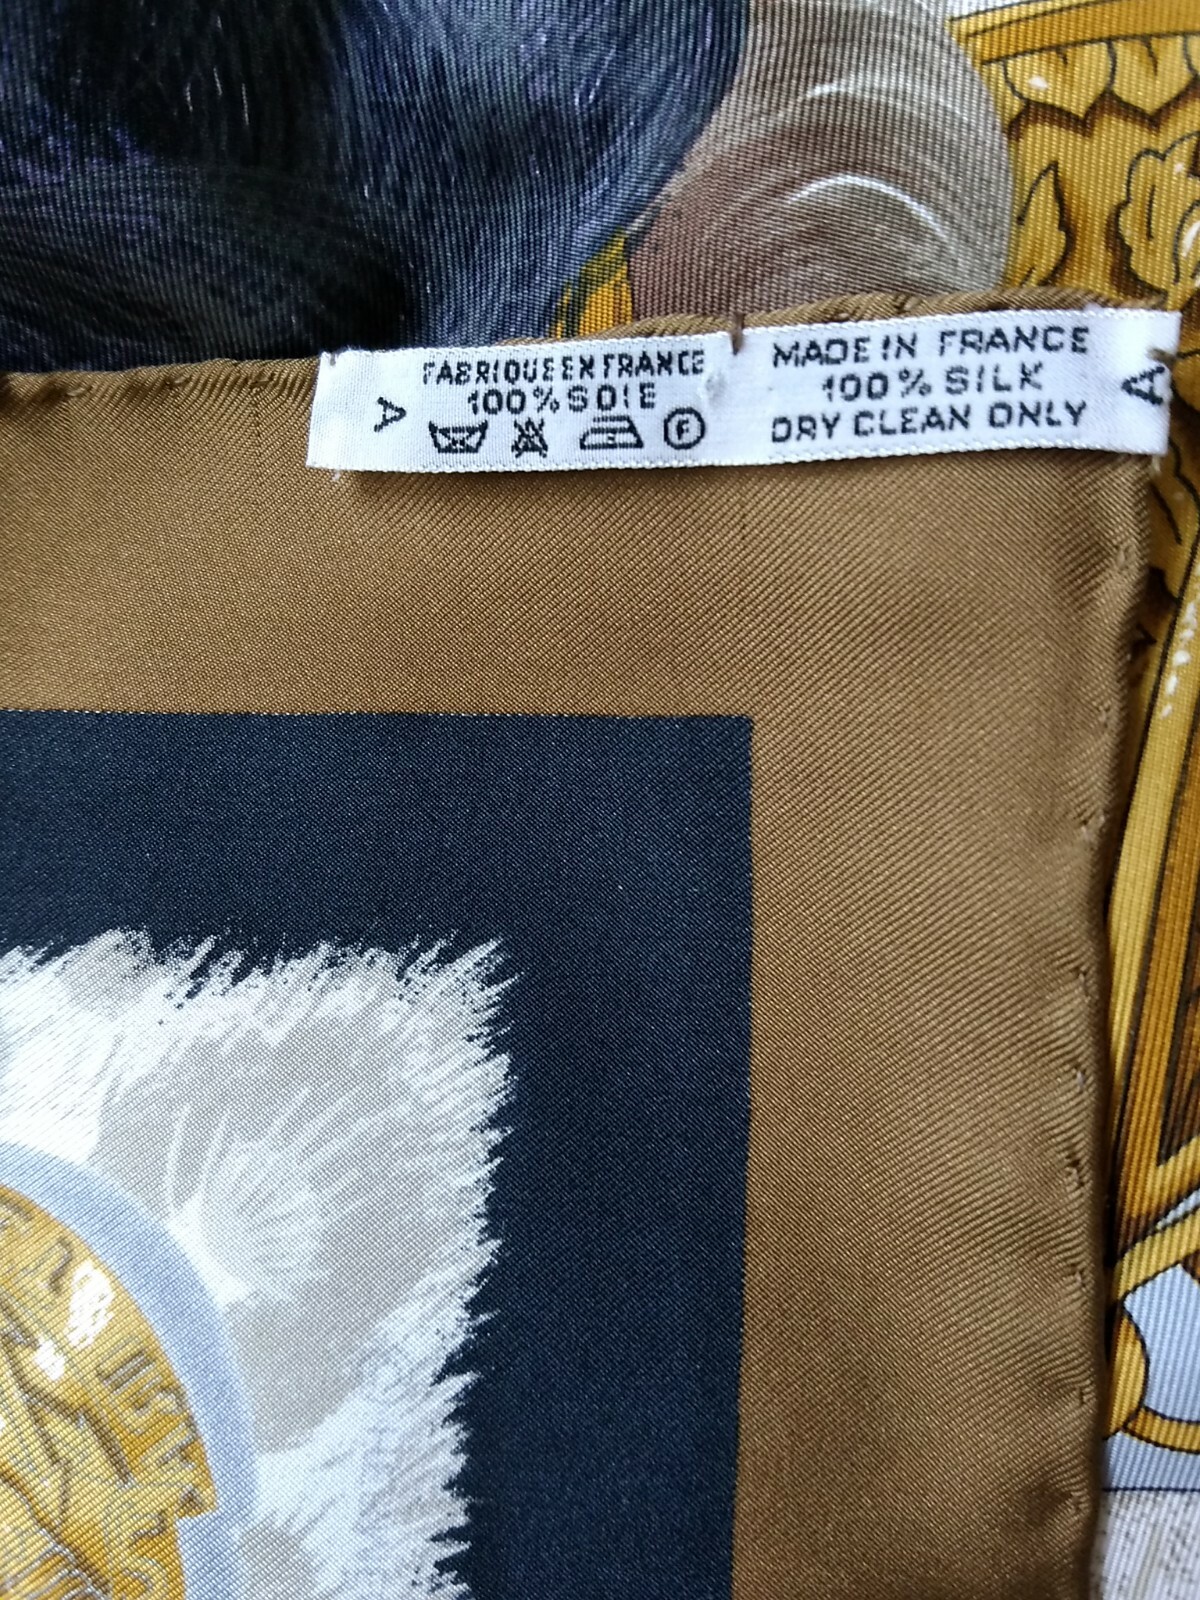 FABRIQUE EN FRANCE
100% SOIE
A
F
MADE IN FRANCE
100% SILK
DRY CLEAN ONLY
A